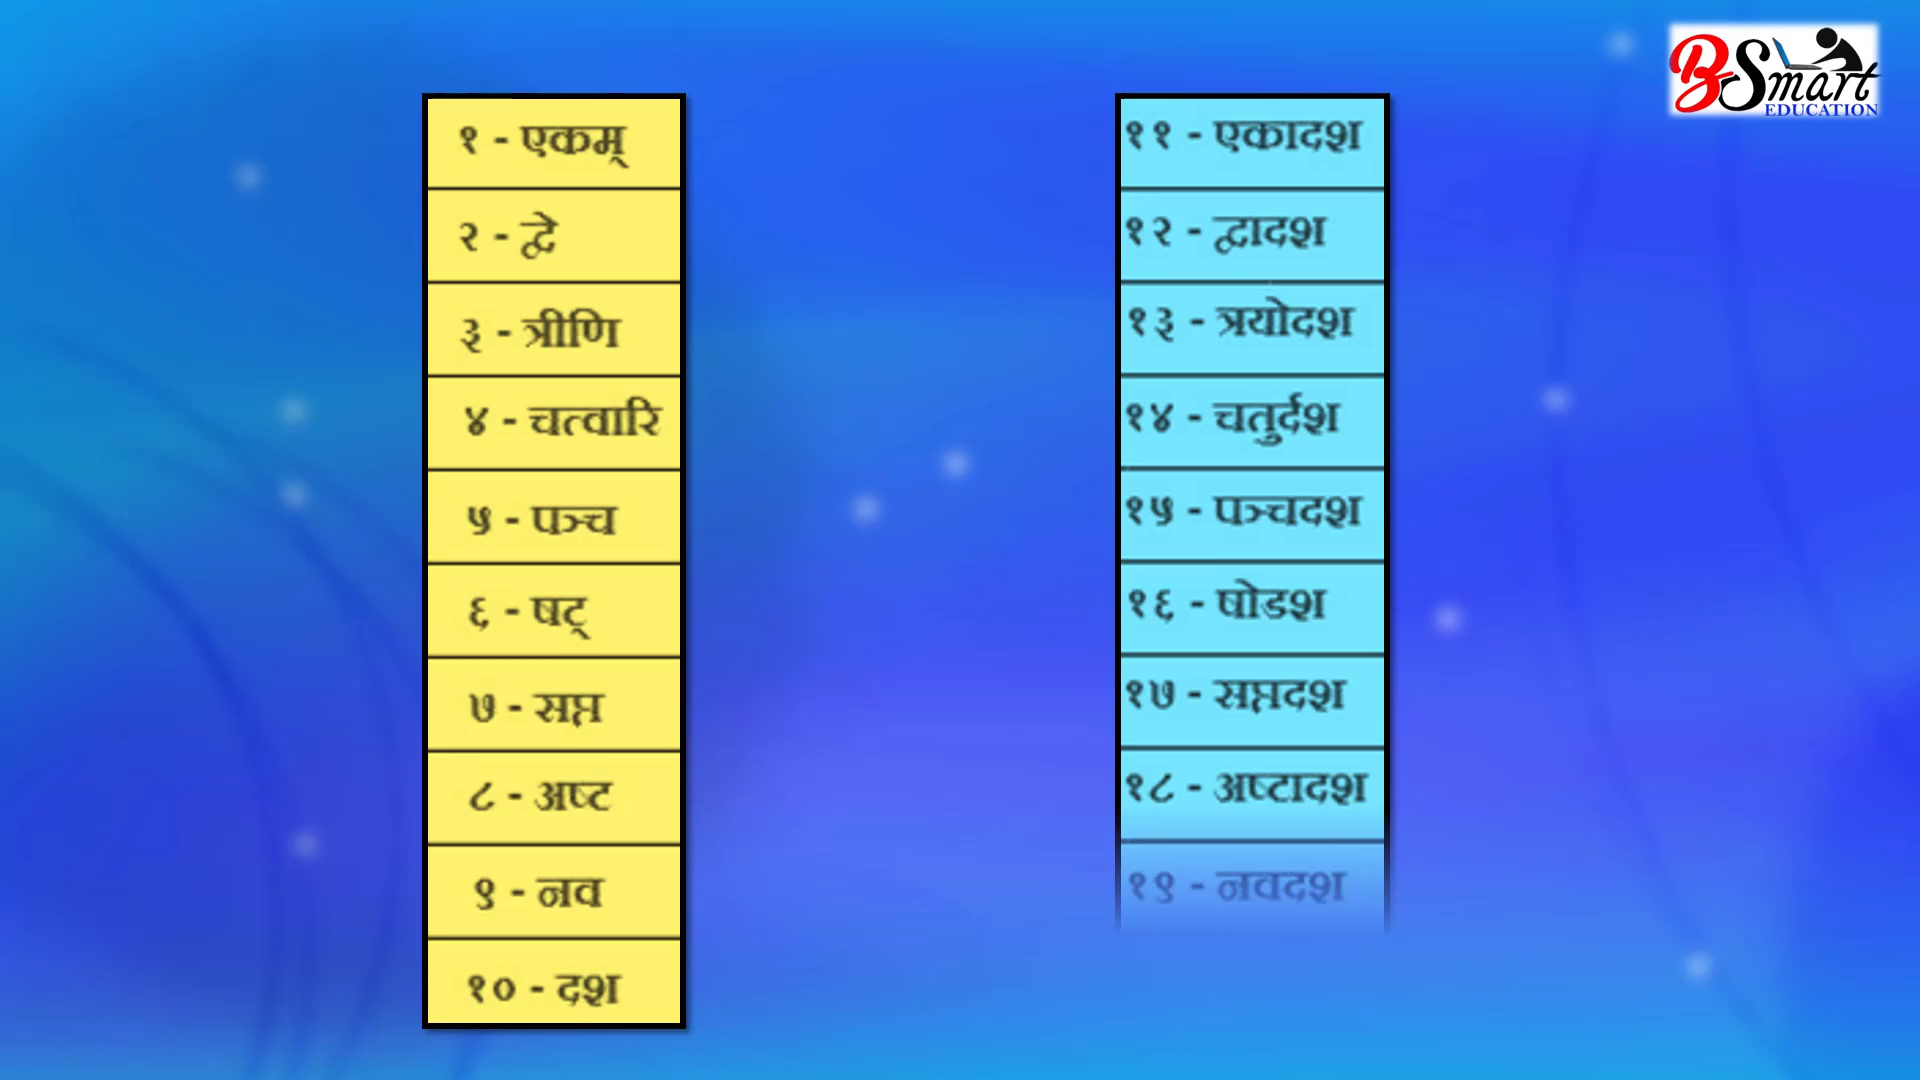 १ - एकम्
२ - द्वे
३ - त्रीणि
४ - चत्वारि
५ - पञ्च
६ - षट्
७ - सप्त
८ - अष्ट
९ - नव
१० - दश
११ - एकादश
१२ - द्वादश
१३ - त्रयोदश
१४ - चतुर्दश
१५ - पञ्चदश
१६ - षोडश
१७ - सप्तदश
१८ - अष्टादश
१९ - नवदश
BSmart
EDUCATION